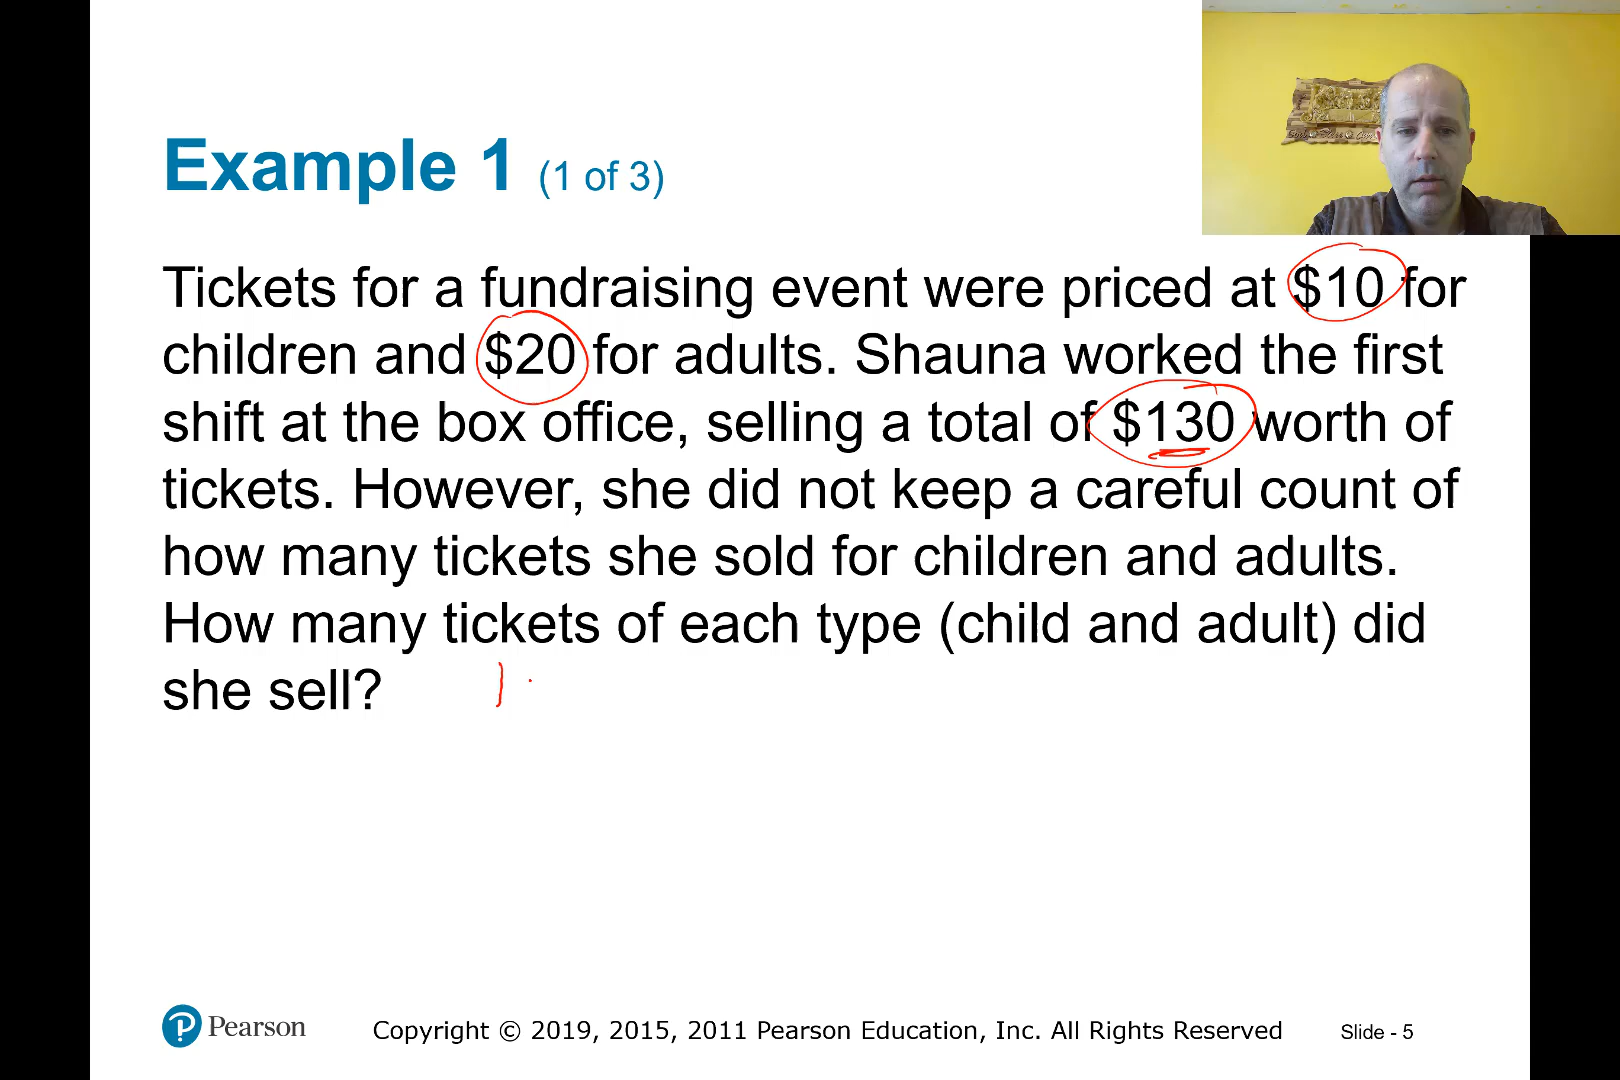 Example 1 (1 of 3)
Tickets for a fundraising event were priced at $10 for
children and $20 for adults. Shauna worked the first
shift at the box office, selling a total of $130 worth of
tickets. However, she did not keep a careful count of
how many tickets she sold for children and adults.
How many tickets of each type (child and adult) did
she sell?
Pearson
Copyright © 2019, 2015, 2011 Pearson Education, Inc. All Rights Reserved
Slide - 5